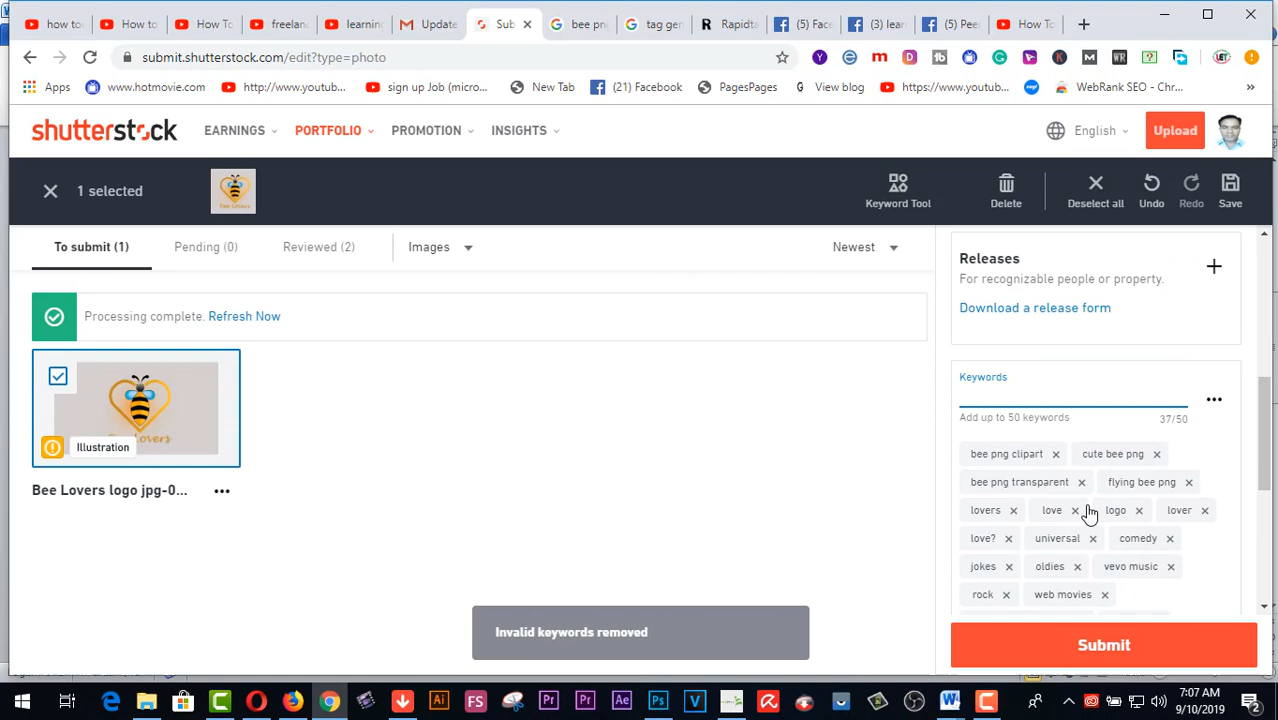 how to
How to
How To
freelan
learning
Update
Sub
bee png
tag gen
Rapidta
(5) Face
(3) lear
(5) Pee
How To
submit.shutterstock.com/edit?type=photo
Apps
www.hotmovie.com
http://www.youtub...
sign up Job (micro...
New Tab
(21) Facebook
PagesPages
View blog
https://www.youtub...
WebRank SEO - Chr...
shutterstock
EARNINGS
PORTFOLIO
PROMOTION
INSIGHTS
English
Upload
1 selected
Keyword Tool
Delete
Deselect all
Undo
Redo
Save
To submit (1)
Pending (0)
Reviewed (2)
Images
Newest
Processing complete. Refresh Now
Illustration
Bee Lovers logo jpg-0...
Releases
For recognizable people or property.
Download a release form
Keywords
Add up to 50 keywords
37/50
bee png clipart
cute bee png
bee png transparent
flying bee png
lovers
love
logo
lover
love?
universal
comedy
jokes
oldies
vevo music
rock
web movies
Invalid keywords removed
Submit
7:07 AM
9/10/2019